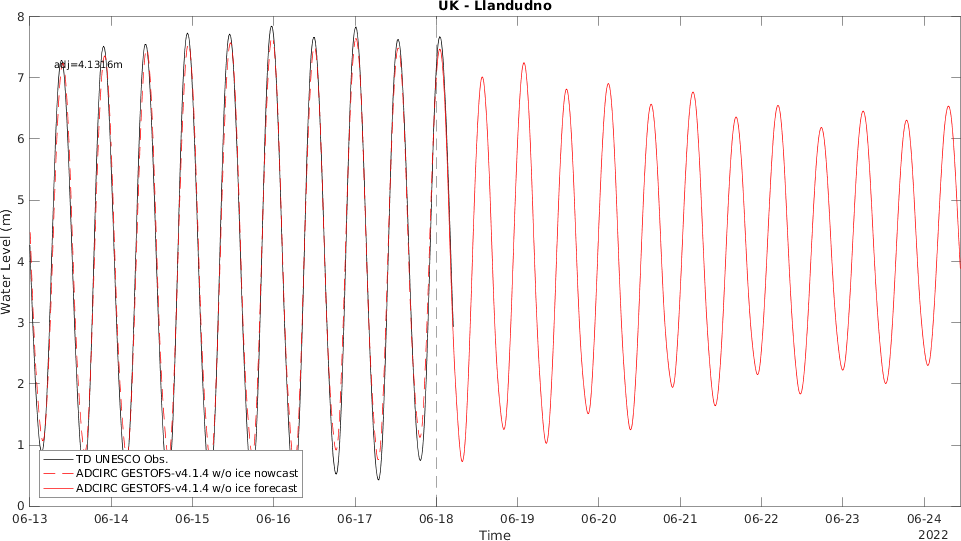 UK - Llandudno
8
7
6
5
4
3
2
1
0
Water Level (m)
adj=4.1316m
TD UNESCO Obs.
ADCIRC GESTOFS-v4.1.4 w/o ice nowcast
ADCIRC GESTOFS-v4.1.4 w/o ice forecast
06-13 06-14 06-15 06-16 06-17 06-18 06-19 06-20 06-21 06-22 06-23 06-24
Time
2022